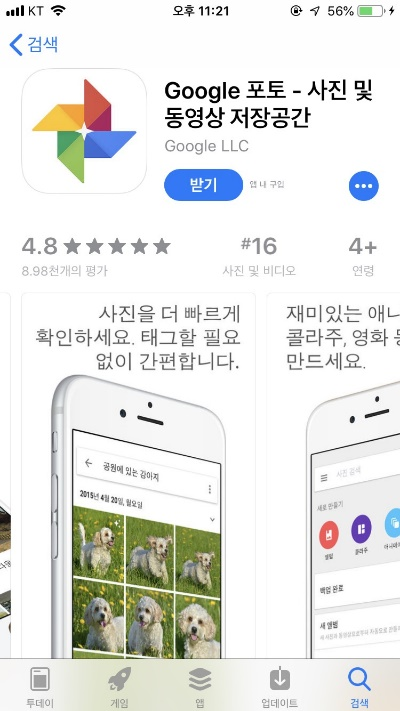 KT 오후 11:21 56%
검색
Google 포토 - 사진 및
동영상 저장공간
Google LLC
받기 앱 내 구입
4.8 #16 4+
8.98천개의 평가 사진 및 비디오 연령
사진을 더 빠르게
확인하세요. 태그할 필요
없이 간편합니다.
공원에 있는 강아지
2015년 4월 20일, 월요일
재미있는 애니
콜라주, 영화 등
만드세요.
사진 검색
새로 만들기
앨범 콜라주 애니메이
백업 완료
새 앨범
투데이 게임 앱 업데이트 검색